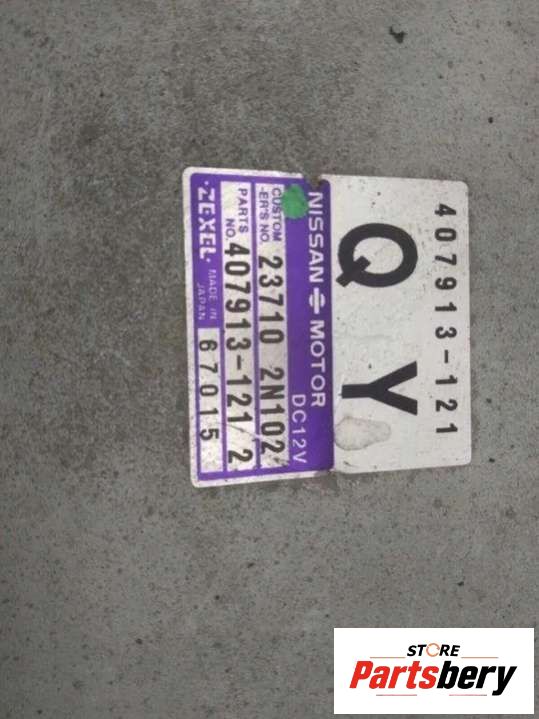 407913-121
Q Y
NISSAN MOTOR
DC12V
CUSTOM
-ER'S NO. 23710 2N102
PARTS
NO. 407913-121/2
·ZEXEL· MADE IN
JAPAN 67015
STORE
Partsbery